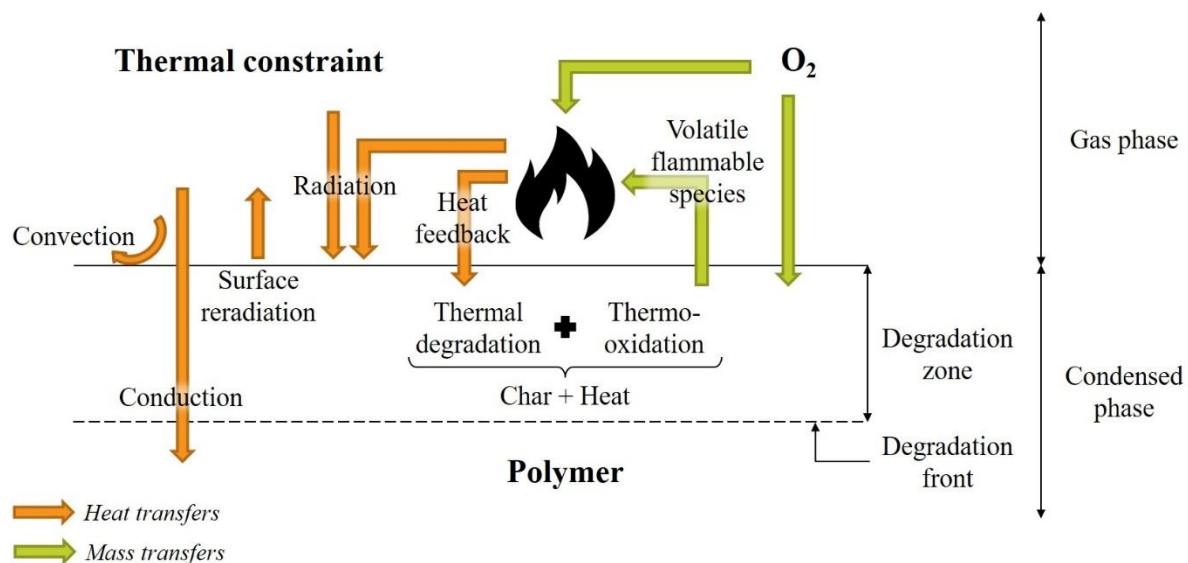 Thermal constraint
O₂
Volatile
flammable
species
Gas phase
Radiation
Heat
feedback
Convection
Surface
reradiation
Thermal
degradation
Thermo-
oxidation
Degradation
zone
Char + Heat
Conduction
Condensed
phase
Degradation
front
Polymer
Heat transfers
Mass transfers